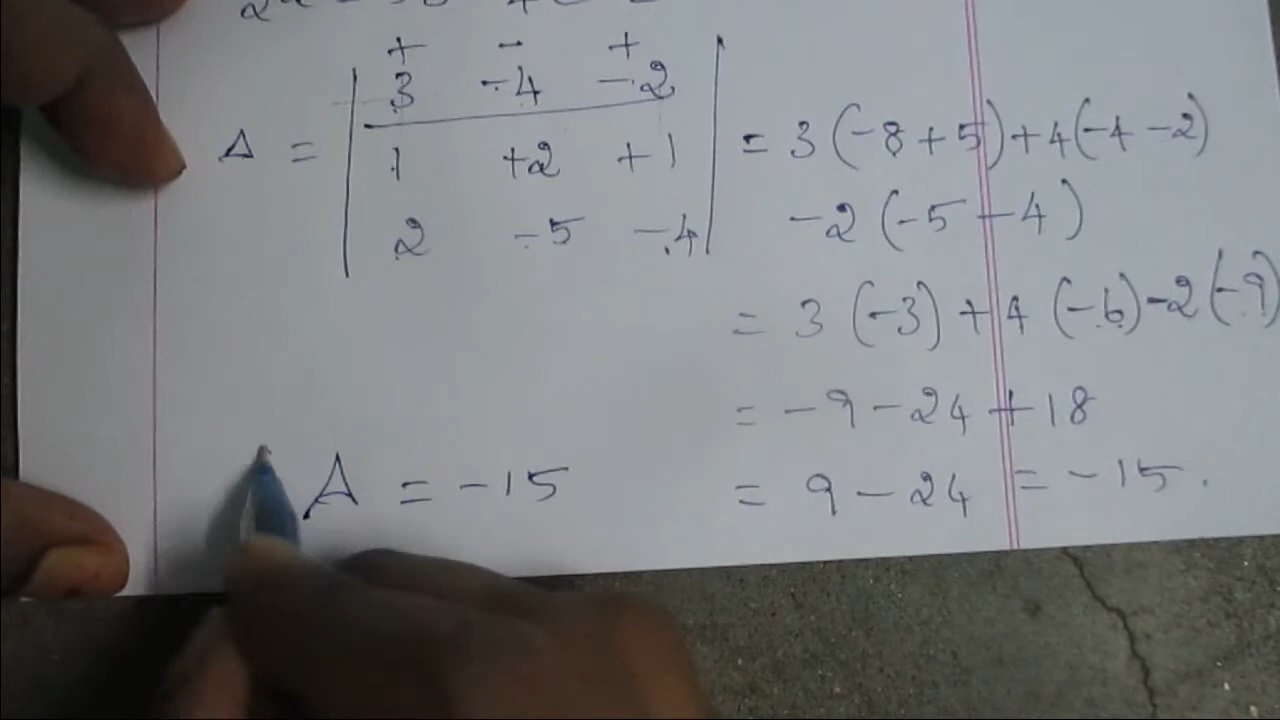 + - +
3 -4 -2
Δ = 1 +2 +1 = 3(-8+5)+4(-4-2)
2 -5 -4 -2(-5-4)
= 3(-3)+4(-6)-2(-9)
= -9-24+18
Δ = -15 = 9-24 = -15.